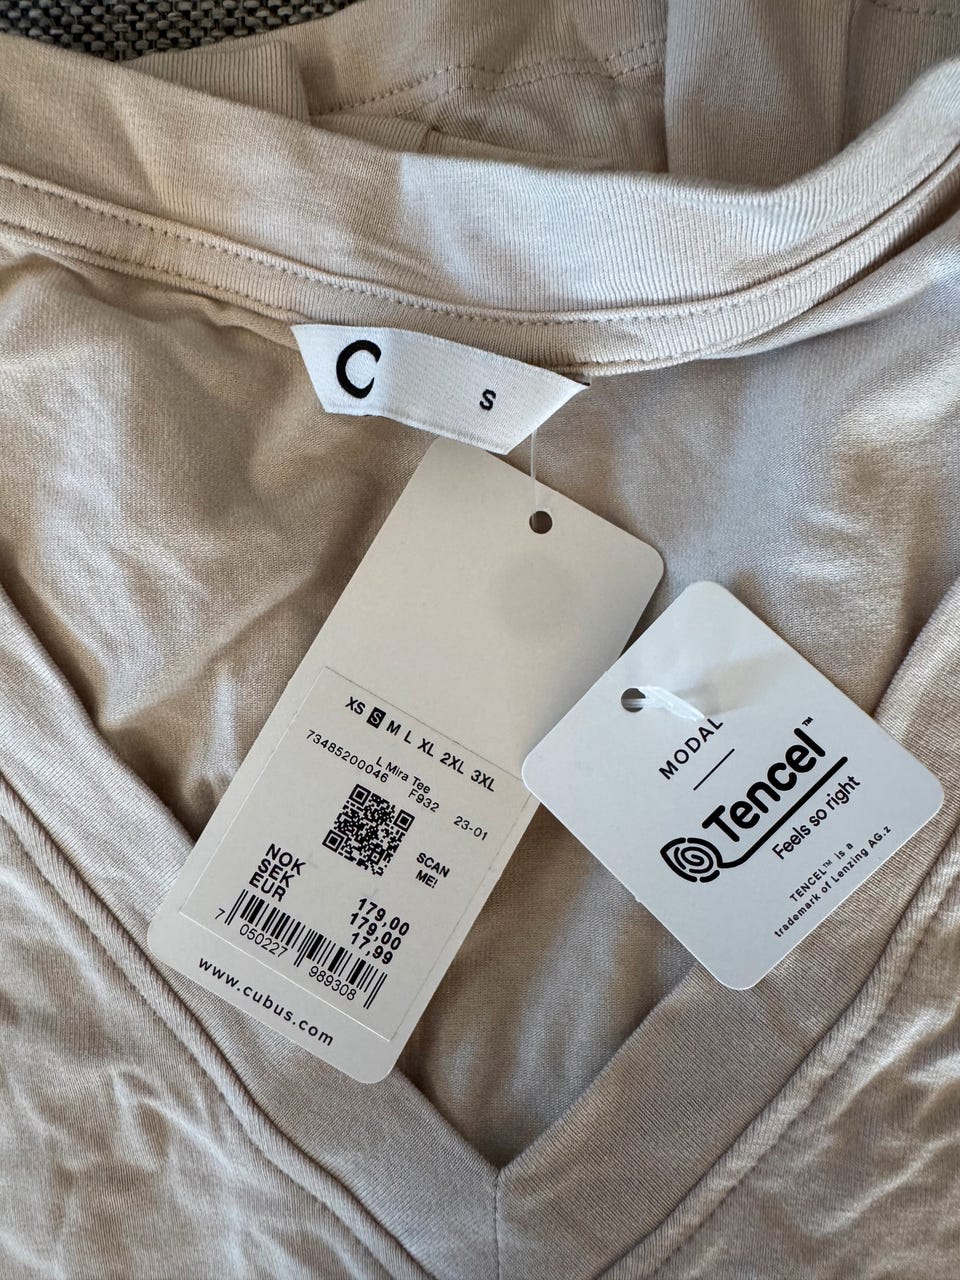 C S
XS S M L XL 2XL 3XL
L Mira Tee
73485200046 F932 23-01
SCAN
ME!
NOK 179,00
SEK 179,00
EUR 17,99
7 050227 989308
www.cubus.com
MODAL
Tencel™
Feels so right
TENCEL™ is a
trademark of Lenzing AG.z